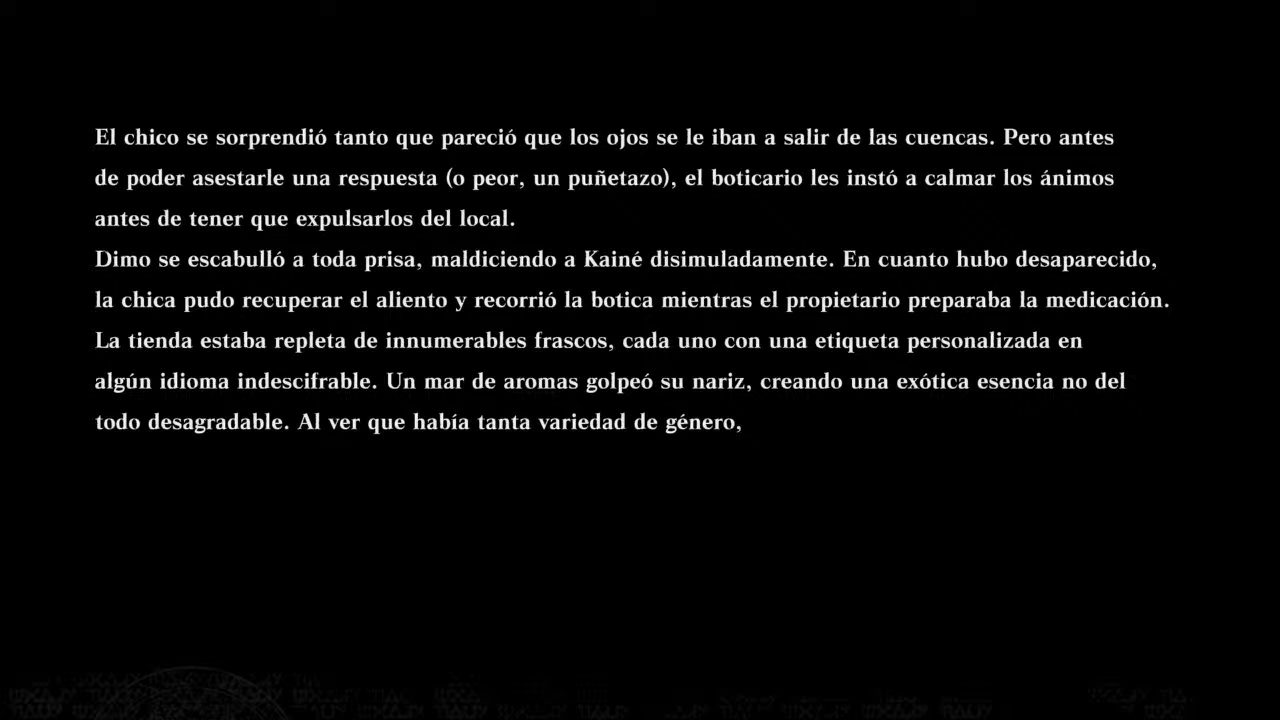 El chico se sorprendió tanto que pareció que los ojos se le iban a salir de las cuencas. Pero antes
de poder asestarle una respuesta (o peor, un puñetazo), el boticario les instó a calmar los ánimos
antes de tener que expulsarlos del local.
Dimo se escabulló a toda prisa, maldiciendo a Kainé disimuladamente. En cuanto hubo desaparecido,
la chica pudo recuperar el aliento y recorrió la botica mientras el propietario preparaba la medicación.
La tienda estaba repleta de innumerables frascos, cada uno con una etiqueta personalizada en
algún idioma indescifrable. Un mar de aromas golpeó su nariz, creando una exótica esencia no del
todo desagradable. Al ver que había tanta variedad de género,